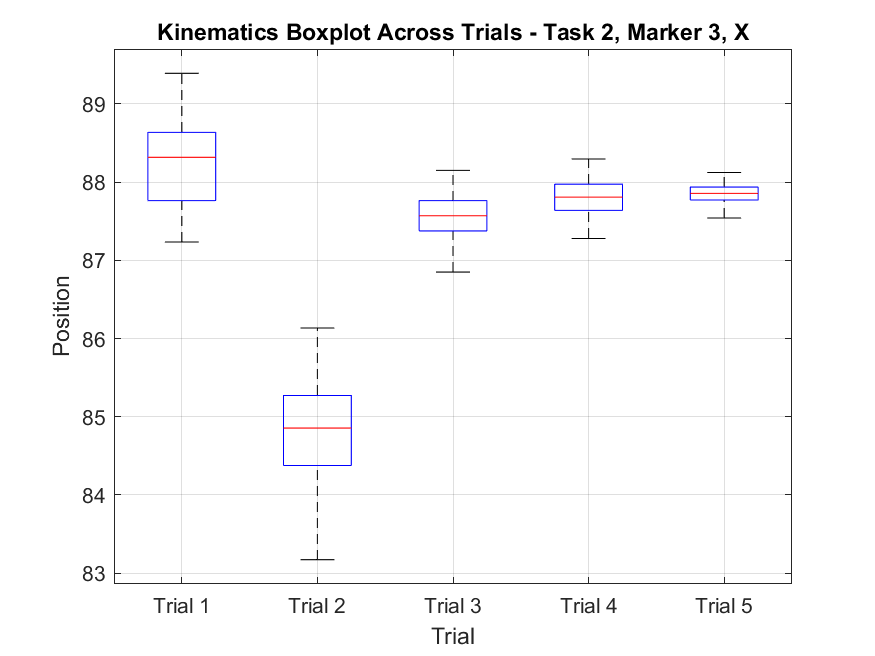 Kinematics Boxplot Across Trials - Task 2, Marker 3, X
Position
89
88
87
86
85
84
83
Trial 1 Trial 2 Trial 3 Trial 4 Trial 5
Trial